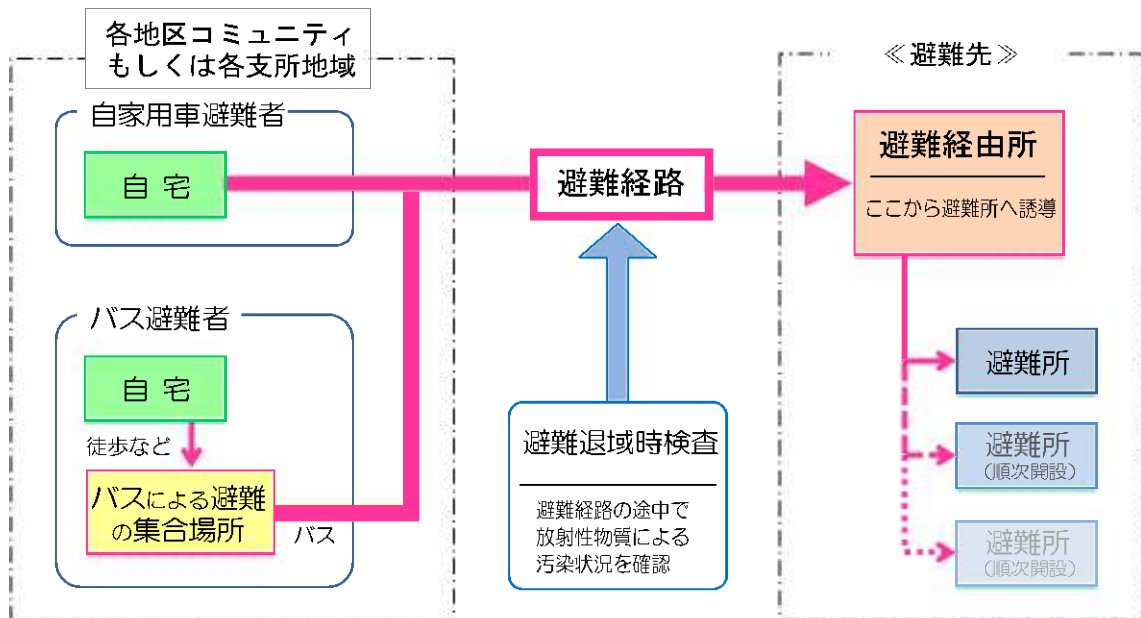 各地区コミュニティ
もしくは各支所地域
自家用車避難者
自宅
バス避難者
自宅
徒歩など
バスによる避難
の集合場所
バス
避難経路
避難退域時検査
避難経路の途中で
放射性物質による
汚染状況を確認
≪避難先≫
避難経由所
ここから避難所へ誘導
避難所
避難所
(順次開設)
避難所
(順次開設)